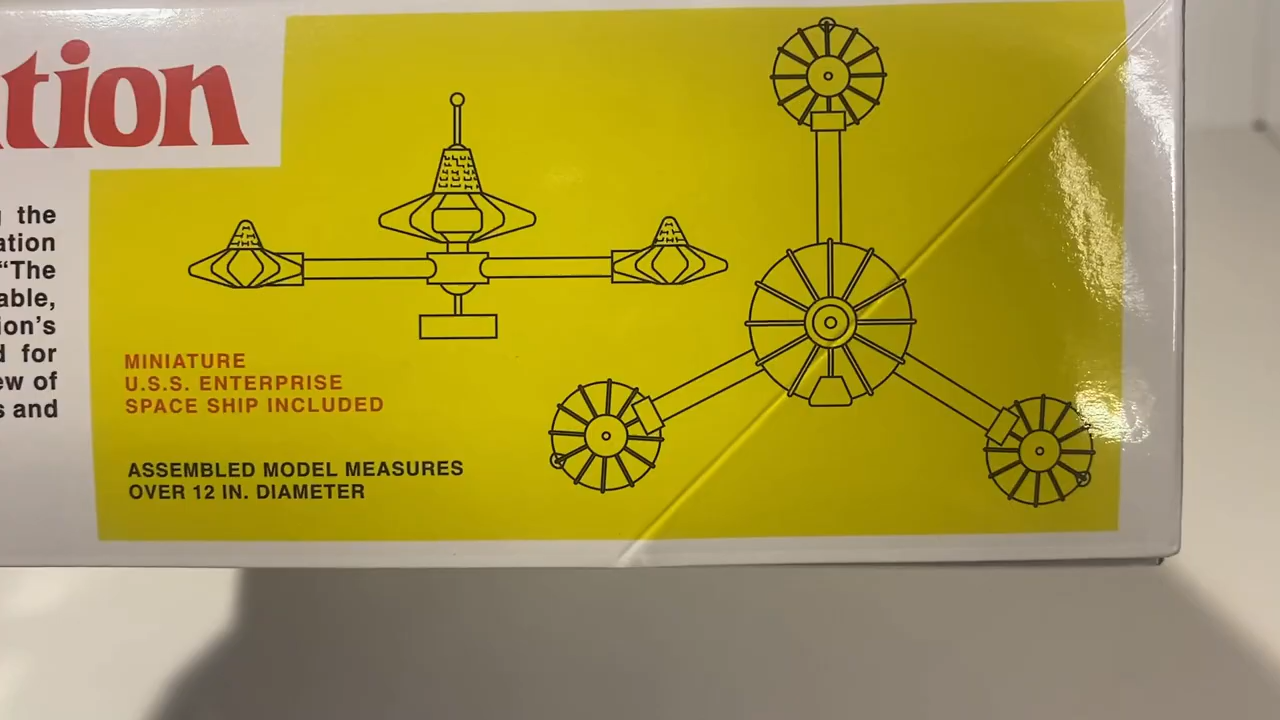 tion
the
ation
"The
able,
ion's
d for
ew of
s and
MINIATURE
U.S.S. ENTERPRISE
SPACE SHIP INCLUDED
ASSEMBLED MODEL MEASURES
OVER 12 IN. DIAMETER